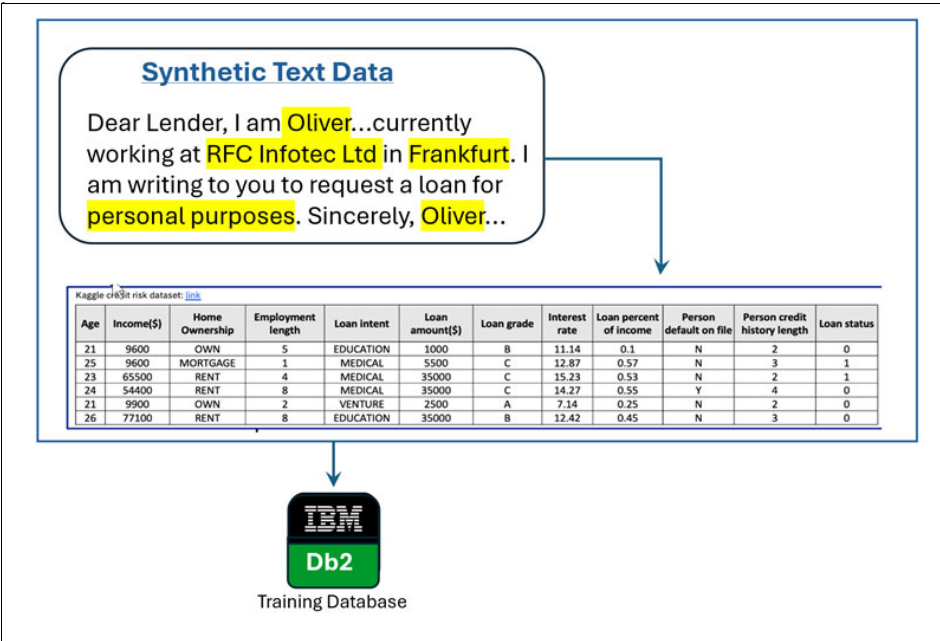 Synthetic Text Data
Dear Lender, I am Oliver...currently
working at RFC Infotec Ltd in Frankfurt. I
am writing to you to request a loan for
personal purposes. Sincerely, Oliver...
Kaggle credit risk dataset: link
Age Income($) Home Ownership Employment length Loan intent Loan amount($) Loan grade Interest rate Loan percent of income Person default on file Person credit history length Loan status
21 9600 OWN 5 EDUCATION 1000 B 11.14 0.1 N 2 0
25 9600 MORTGAGE 1 MEDICAL 5500 C 12.87 0.57 N 3 1
23 65500 RENT 4 MEDICAL 35000 C 15.23 0.53 N 2 1
24 54400 RENT 8 MEDICAL 35000 C 14.27 0.55 Y 4 0
21 9900 OWN 2 VENTURE 2500 A 7.14 0.25 N 2 0
26 77100 RENT 8 EDUCATION 35000 B 12.42 0.45 N 3 0
IBM
Db2
Training Database